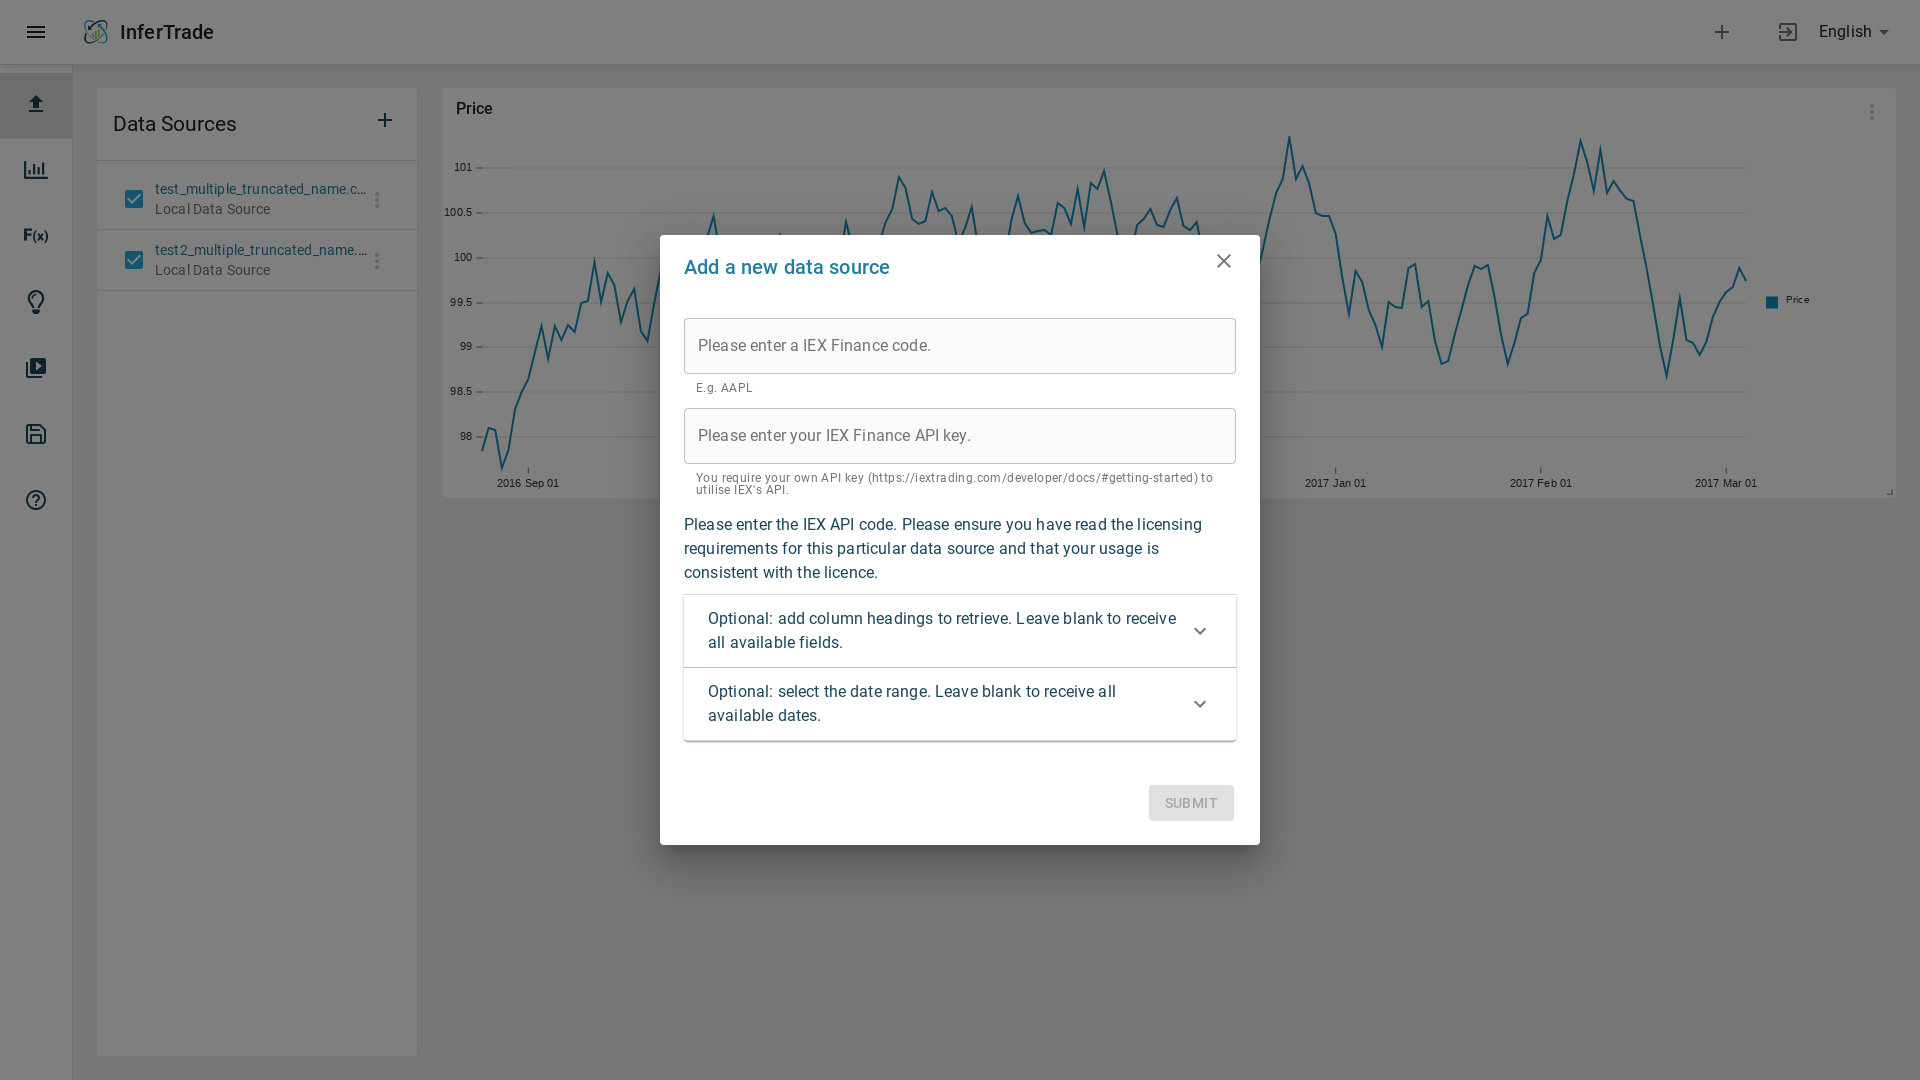 InferTrade
English
Data Sources
test_multiple_truncated_name.c...
Local Data Source
test2_multiple_truncated_name....
Local Data Source
F(x)
Price
101
100.5
100
99.5
99
98.5
98
2016 Sep 01
2017 Jan 01
2017 Feb 01
2017 Mar 01
Price
Add a new data source
Please enter a IEX Finance code.
E.g. AAPL
Please enter your IEX Finance API key.
You require your own API key (https://iextrading.com/developer/docs/#getting-started) to
utilise IEX's API.
Please enter the IEX API code. Please ensure you have read the licensing
requirements for this particular data source and that your usage is
consistent with the licence.
Optional: add column headings to retrieve. Leave blank to receive
all available fields.
Optional: select the date range. Leave blank to receive all
available dates.
SUBMIT